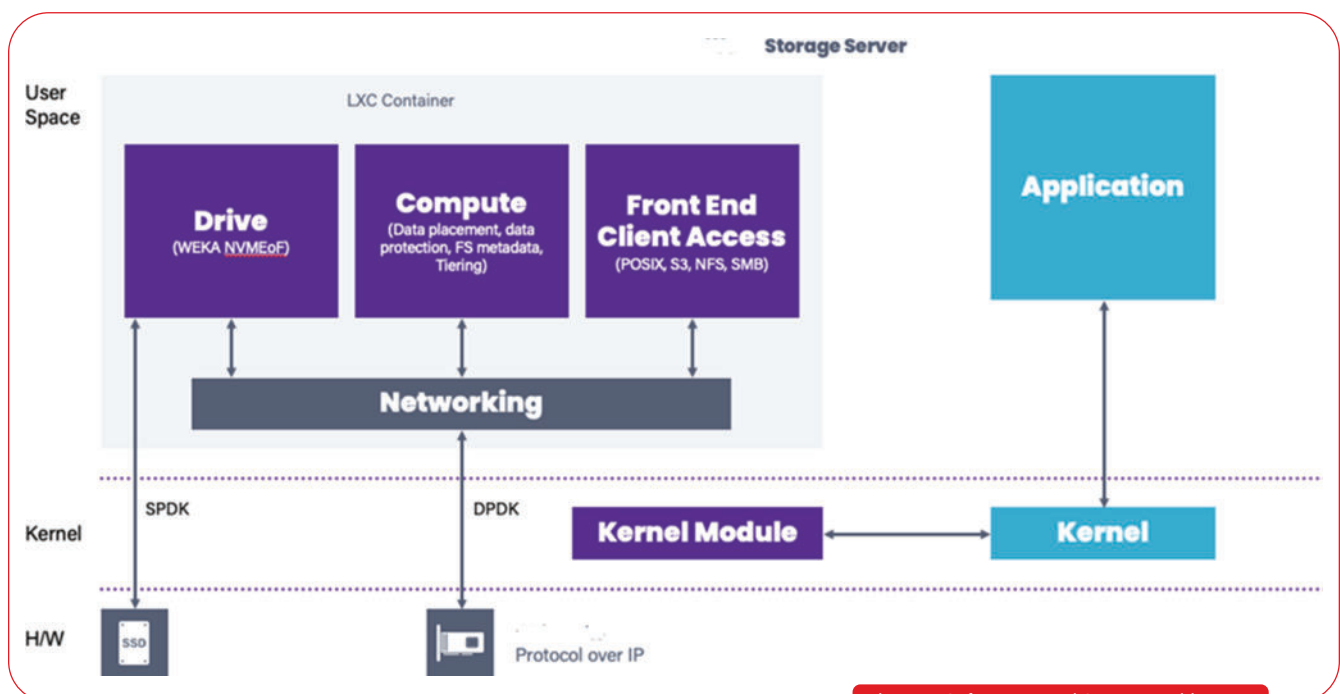 Storage Server
User
Space
LXC Container
Drive
(WEKA NVMEoF)
Compute
(Data placement, data
protection, FS metadata,
Tiering)
Front End
Client Access
(POSIX, S3, NFS, SMB)
Application
Networking
SPDK
DPDK
Kernel
Kernel Module
Kernel
H/W
SSD
Protocol over IP